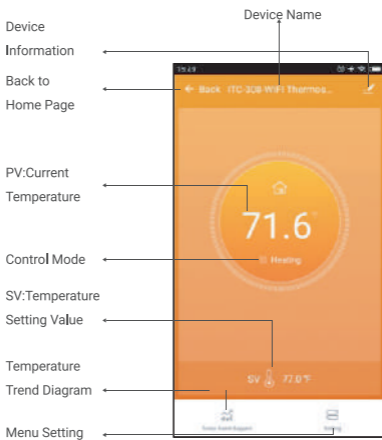 Device Name
Device
Information
Back to
Home Page
PV:Current
Temperature
Control Mode
SV:Temperature
Setting Value
Temperature
Trend Diagram
Menu Setting
← Back ITC-308-WIFI Thermos...
71.6°
Heating
SV 77.0°F